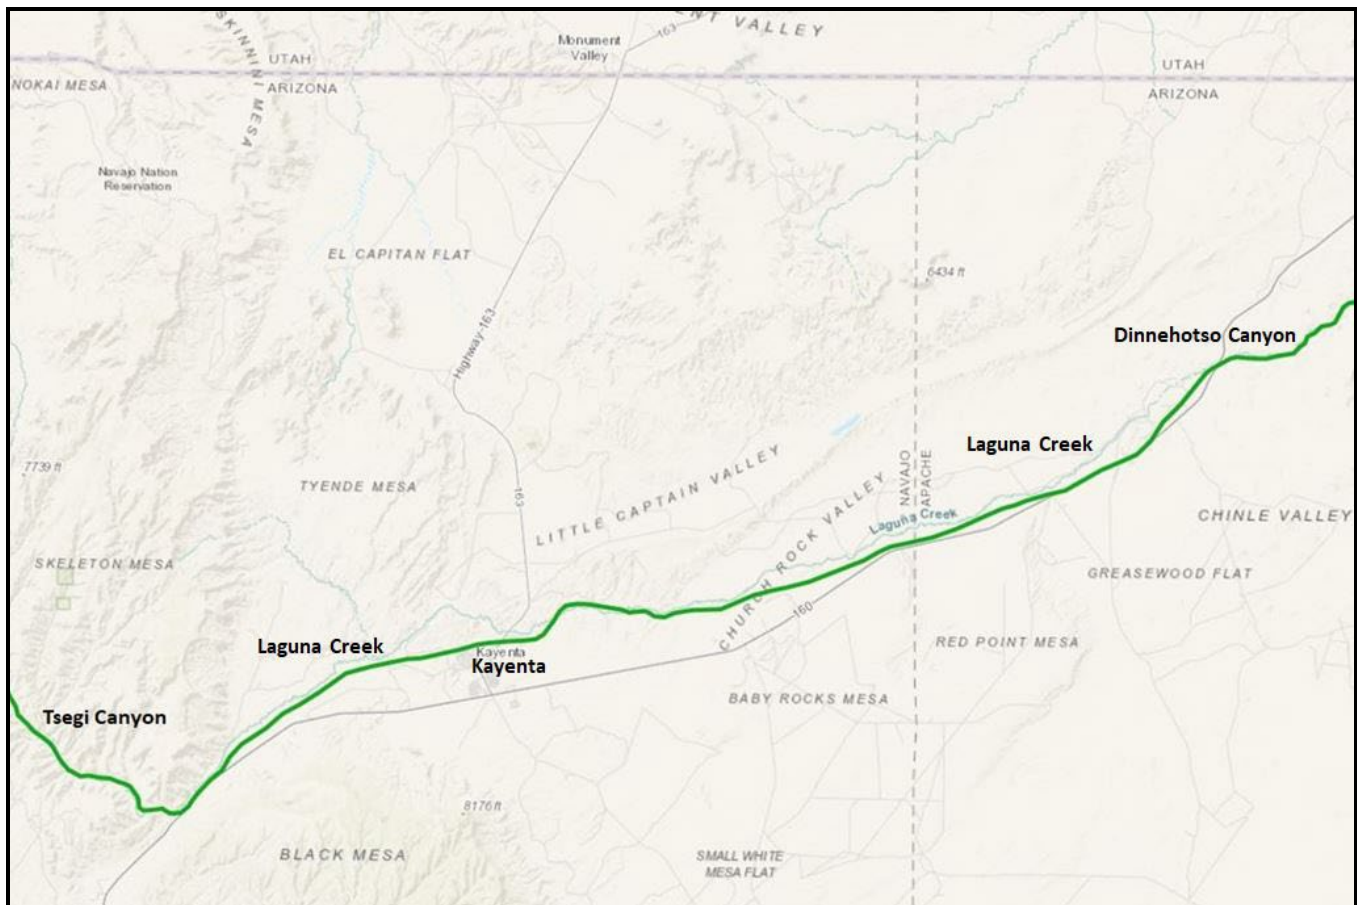 SKINNINI MESA
ENT VALLEY
163
Monument
Valley
UTAH
ARIZONA
UTAH
ARIZONA
NOKAI MESA
Navajo Nation
Reservation
EL CAPITAN FLAT
6434 ft
Highway 163
Dinnehotso Canyon
Laguna Creek
7739 ft
TYENDE MESA
163
LITTLE CAPTAIN VALLEY
NAVAJO
APACHE
Laguna Creek
CHINLE VALLEY
CHURCH ROCK VALLEY
SKELETON MESA
GREASEWOOD FLAT
160
Laguna Creek
Kayenta
Kayenta
RED POINT MESA
BABY ROCKS MESA
Tsegi Canyon
8176 ft
BLACK MESA
SMALL WHITE
MESA FLAT